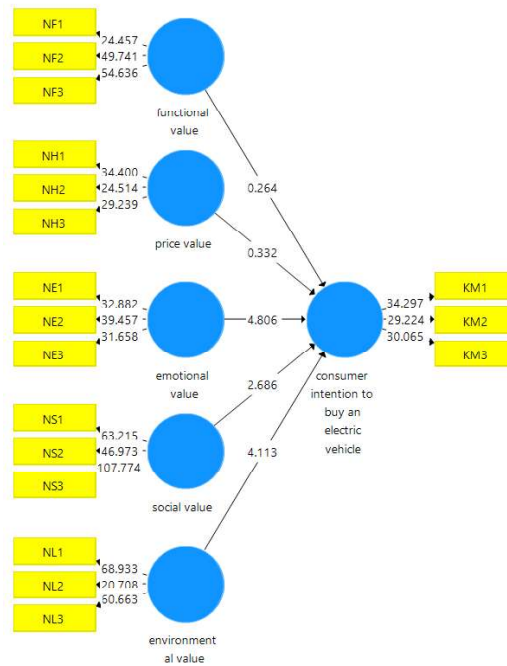 NF1
24.457
NF2
49.741
54.636
NF3
functional
value
0.264
NH1
34.400
NH2
24.514
29.239
NH3
price value
0.332
NE1
32.882
NE2
39.457
31.658
NE3
emotional
value
4.806
KM1
34.297
KM2
29.224
30.065
KM3
consumer
intention to
buy an
electric
vehicle
NS1
63.215
NS2
46.973
107.774
NS3
social value
2.686
4.113
NL1
68.933
NL2
20.708
60.663
NL3
environment
al value